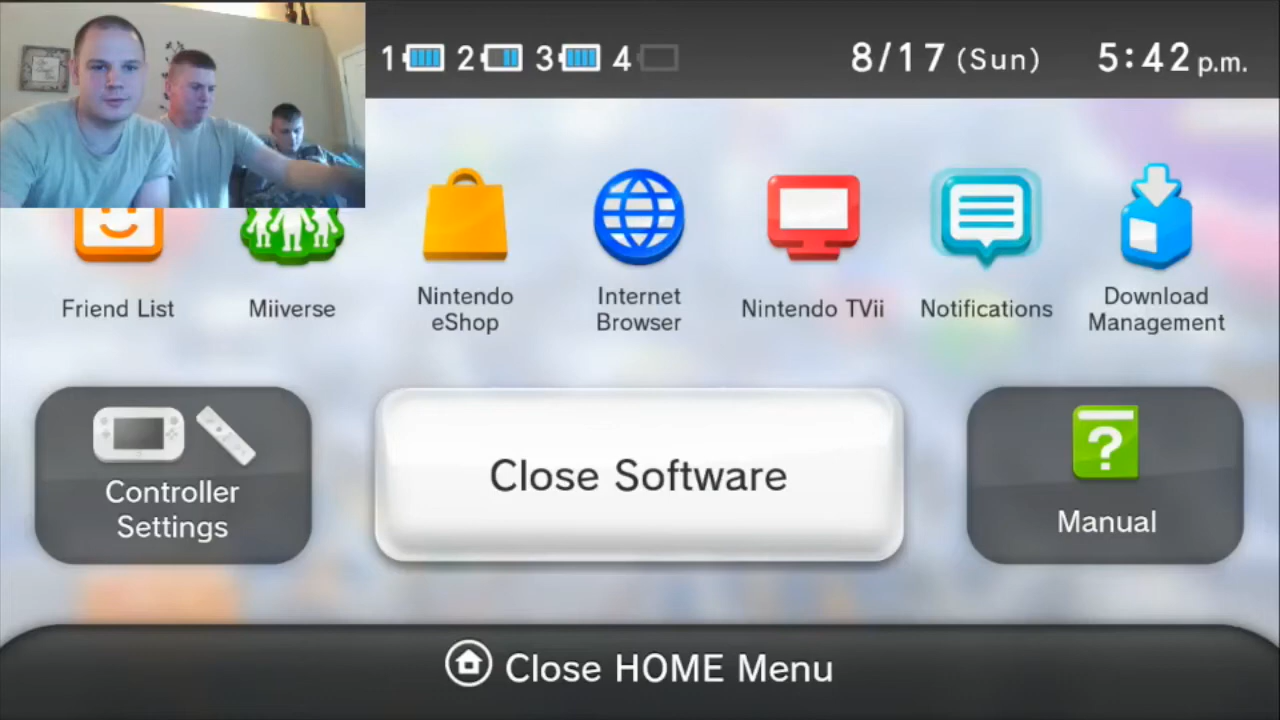 1 2 3 4 8/17 (Sun) 5:42 p.m.
Friend List
Miiverse
Nintendo
eShop
Internet
Browser
Nintendo TVii
Notifications
Download
Management
Controller
Settings
Close Software
?
Manual
Close HOME Menu